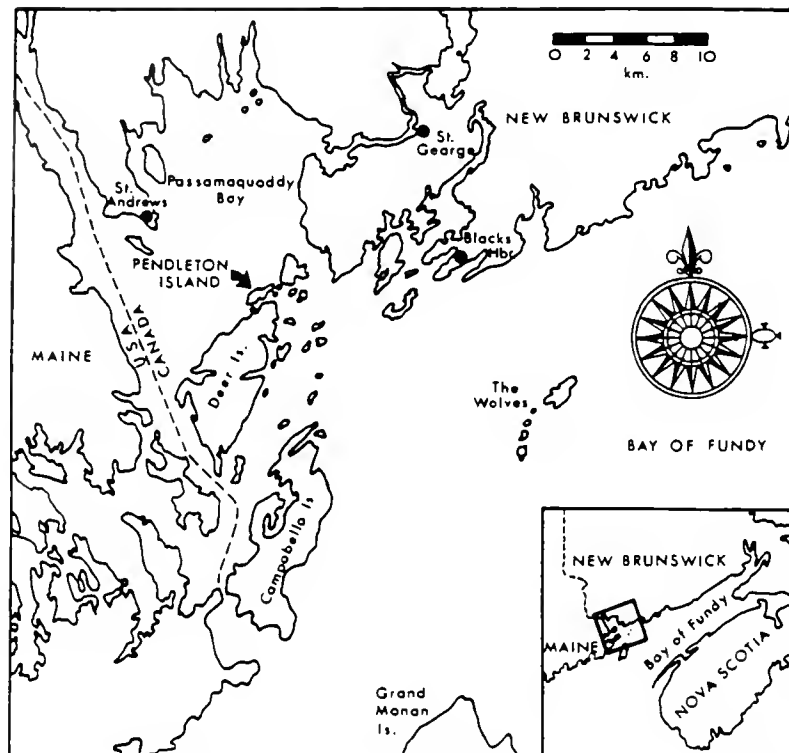 0 2 4 6 8 10
km.
NEW BRUNSWICK
St.
George
Passamaquoddy
Bay
St.
Andrews
Blacks
Hbr.
PENDLETON
ISLAND
MAINE
USA
CANADA
Deer Is.
The
Wolves
BAY OF FUNDY
Campobello Is
NEW BRUNSWICK
MAINE
Bay of Fundy
NOVA SCOTIA
Grand
Manan
Is.